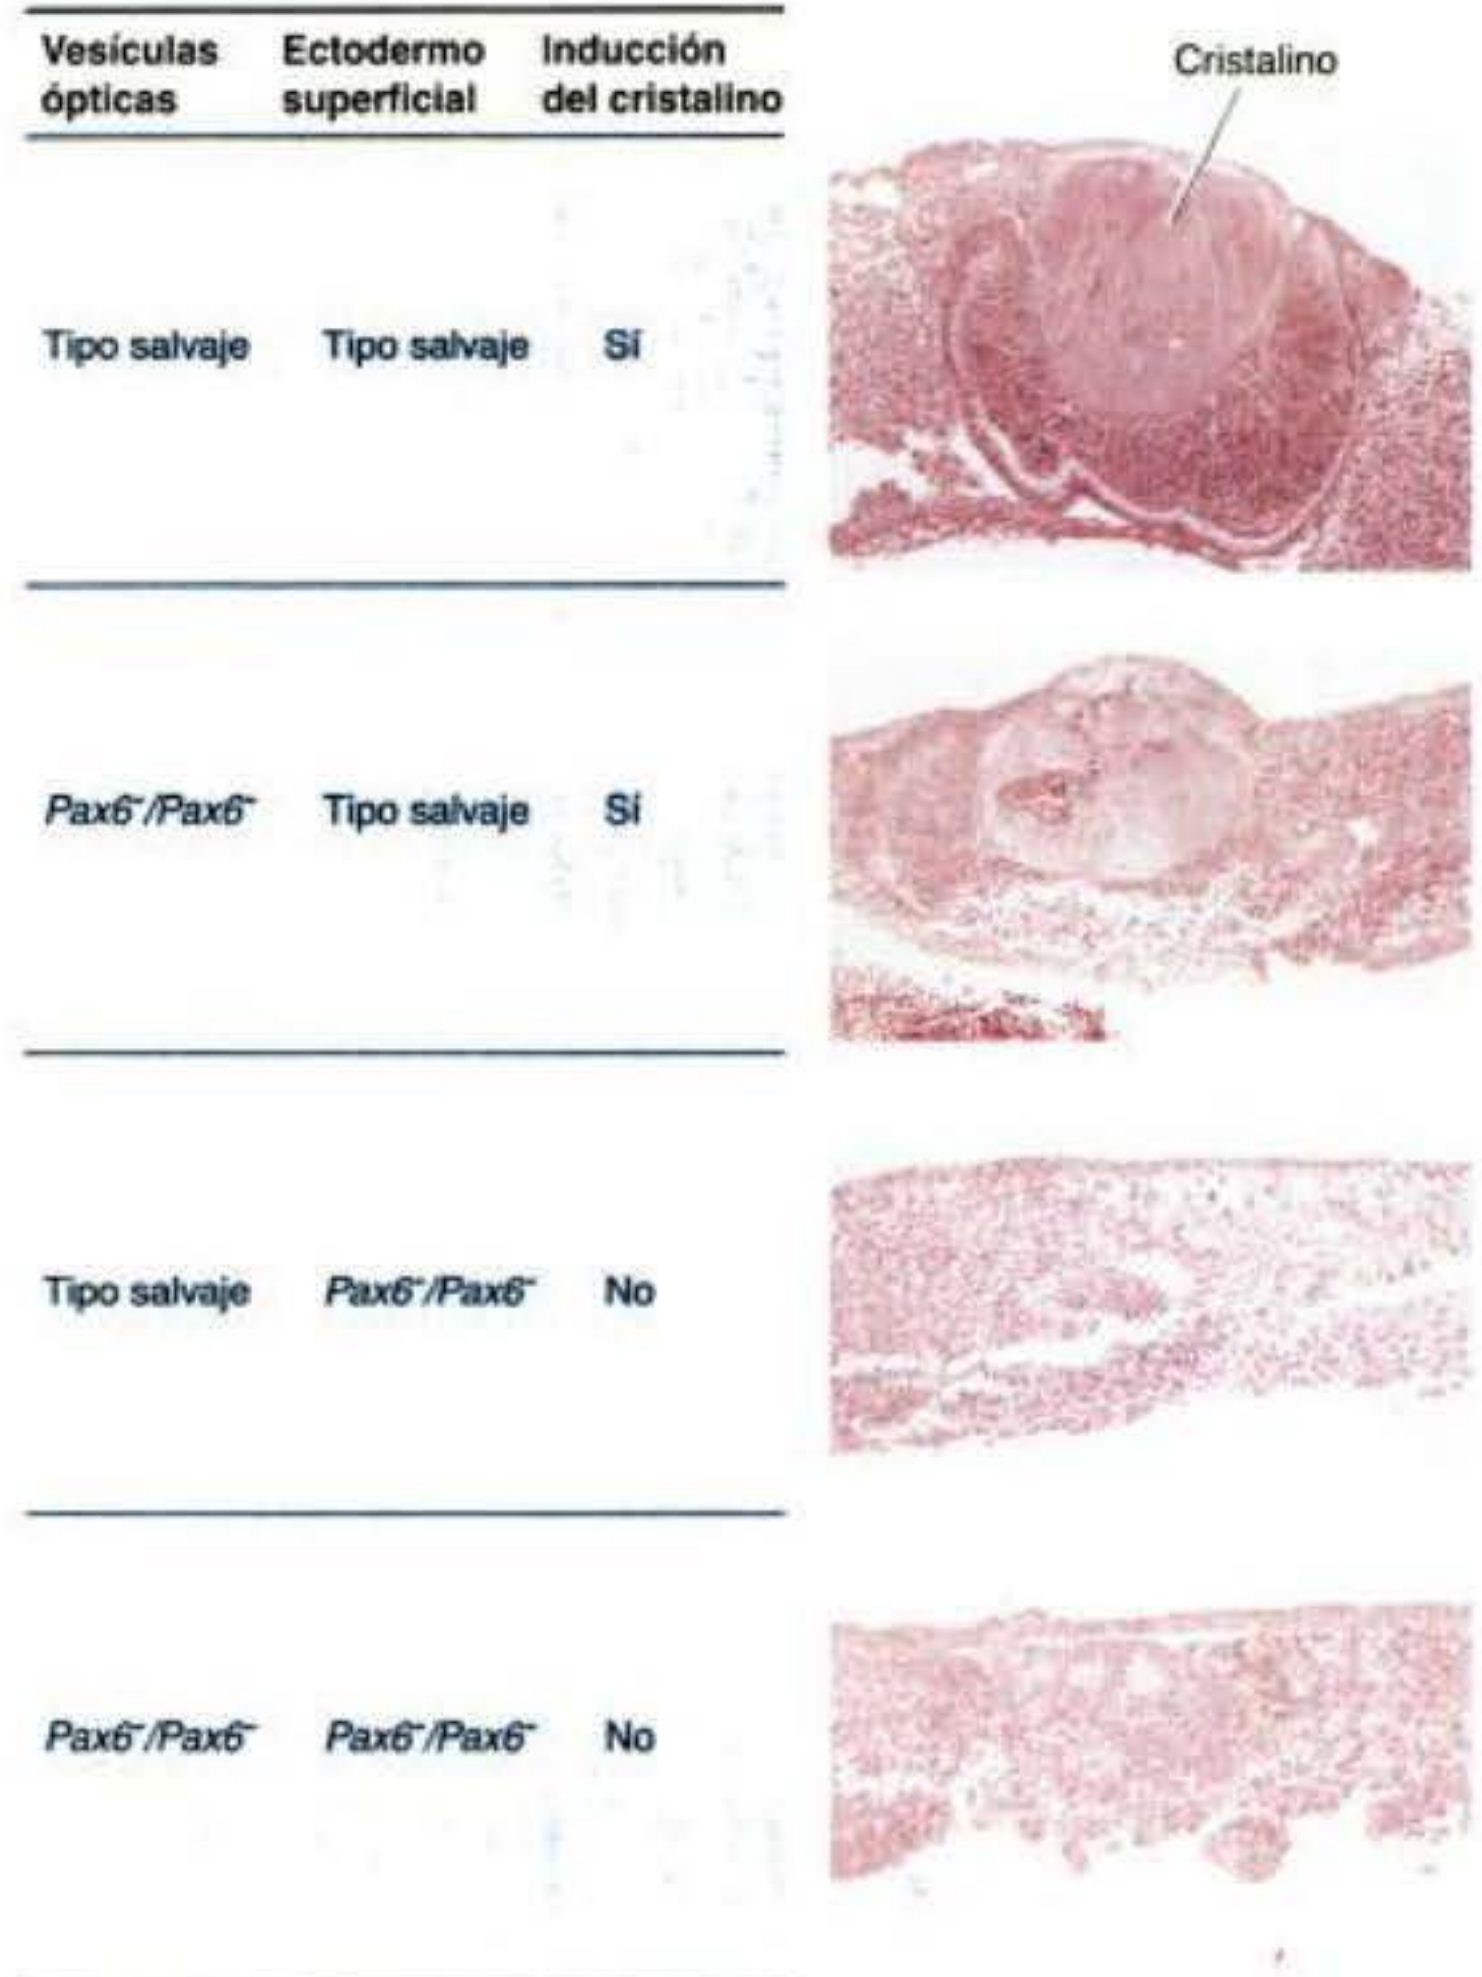 Vesículas ópticas
Ectodermo superficial
Inducción del cristalino
Cristalino
Tipo salvaje
Tipo salvaje
Sí
Pax6⁻/Pax6⁻
Tipo salvaje
Sí
Tipo salvaje
Pax6⁻/Pax6⁻
No
Pax6⁻/Pax6⁻
Pax6⁻/Pax6⁻
No